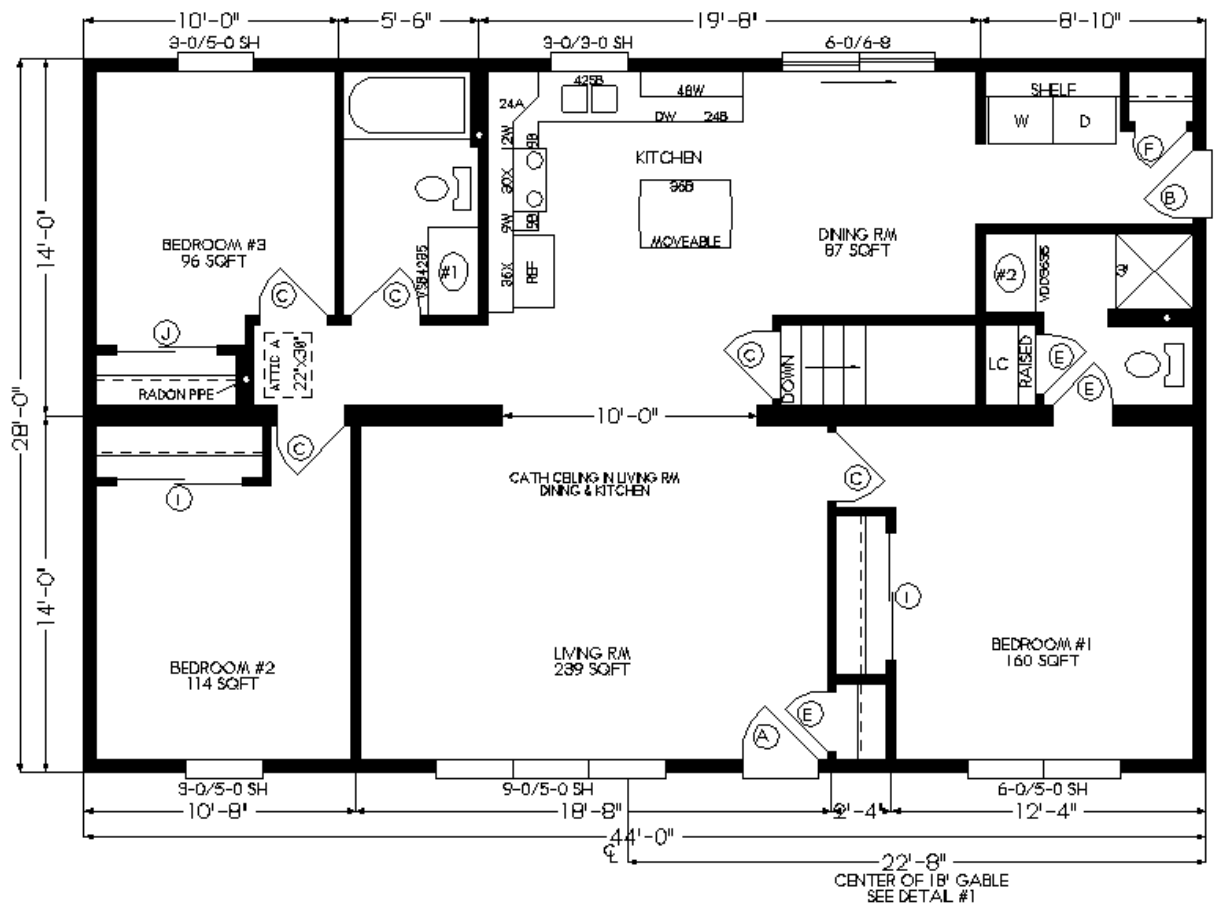 10'-0"
5'-6"
19'-8"
8'-10"
3-0/5-0 SH
3-0/3-0 SH
6-0/6-8
425B
48W
24A
DW
24B
SHELF
W
D
12W
9B
KITCHEN
F
30X
36B
B
9W
9B
MOVEABLE
14'-0"
BEDROOM #3
96 SQFT
DINING RM
87 SQFT
VSB4285
#1
36X
REF
#2
C
C
J
ATTIC A
22"X30"
C
DOWN
LC
RAISED
E
E
RADON PIPE
28'-0"
10'-0"
C
CATH CEILING IN LIVING RM
DINING & KITCHEN
C
I
14'-0"
I
BEDROOM #2
114 SQFT
LIVING RM
239 SQFT
BEDROOM #1
160 SQFT
E
A
3-0/5-0 SH
9-0/5-0 SH
6-0/5-0 SH
10'-8"
18'-8"
2'-4"
12'-4"
44'-0"
22'-8"
CENTER OF 18' GABLE
SEE DETAIL #1